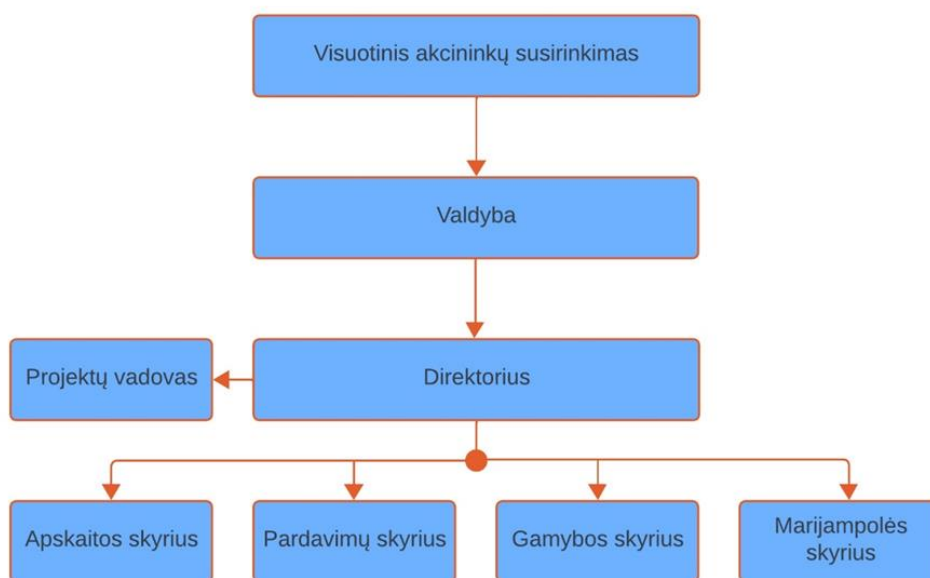 Visuotinis akcininkų susirinkimas
Valdyba
Projektų vadovas
Direktorius
Apskaitos skyrius
Pardavimų skyrius
Gamybos skyrius
Marijampolės
skyrius